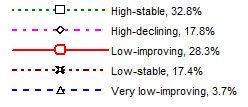 High-stable, 32.8%
High-declining, 17.8%
Low-improving, 28.3%
Low-stable, 17.4%
Very low-improving, 3.7%